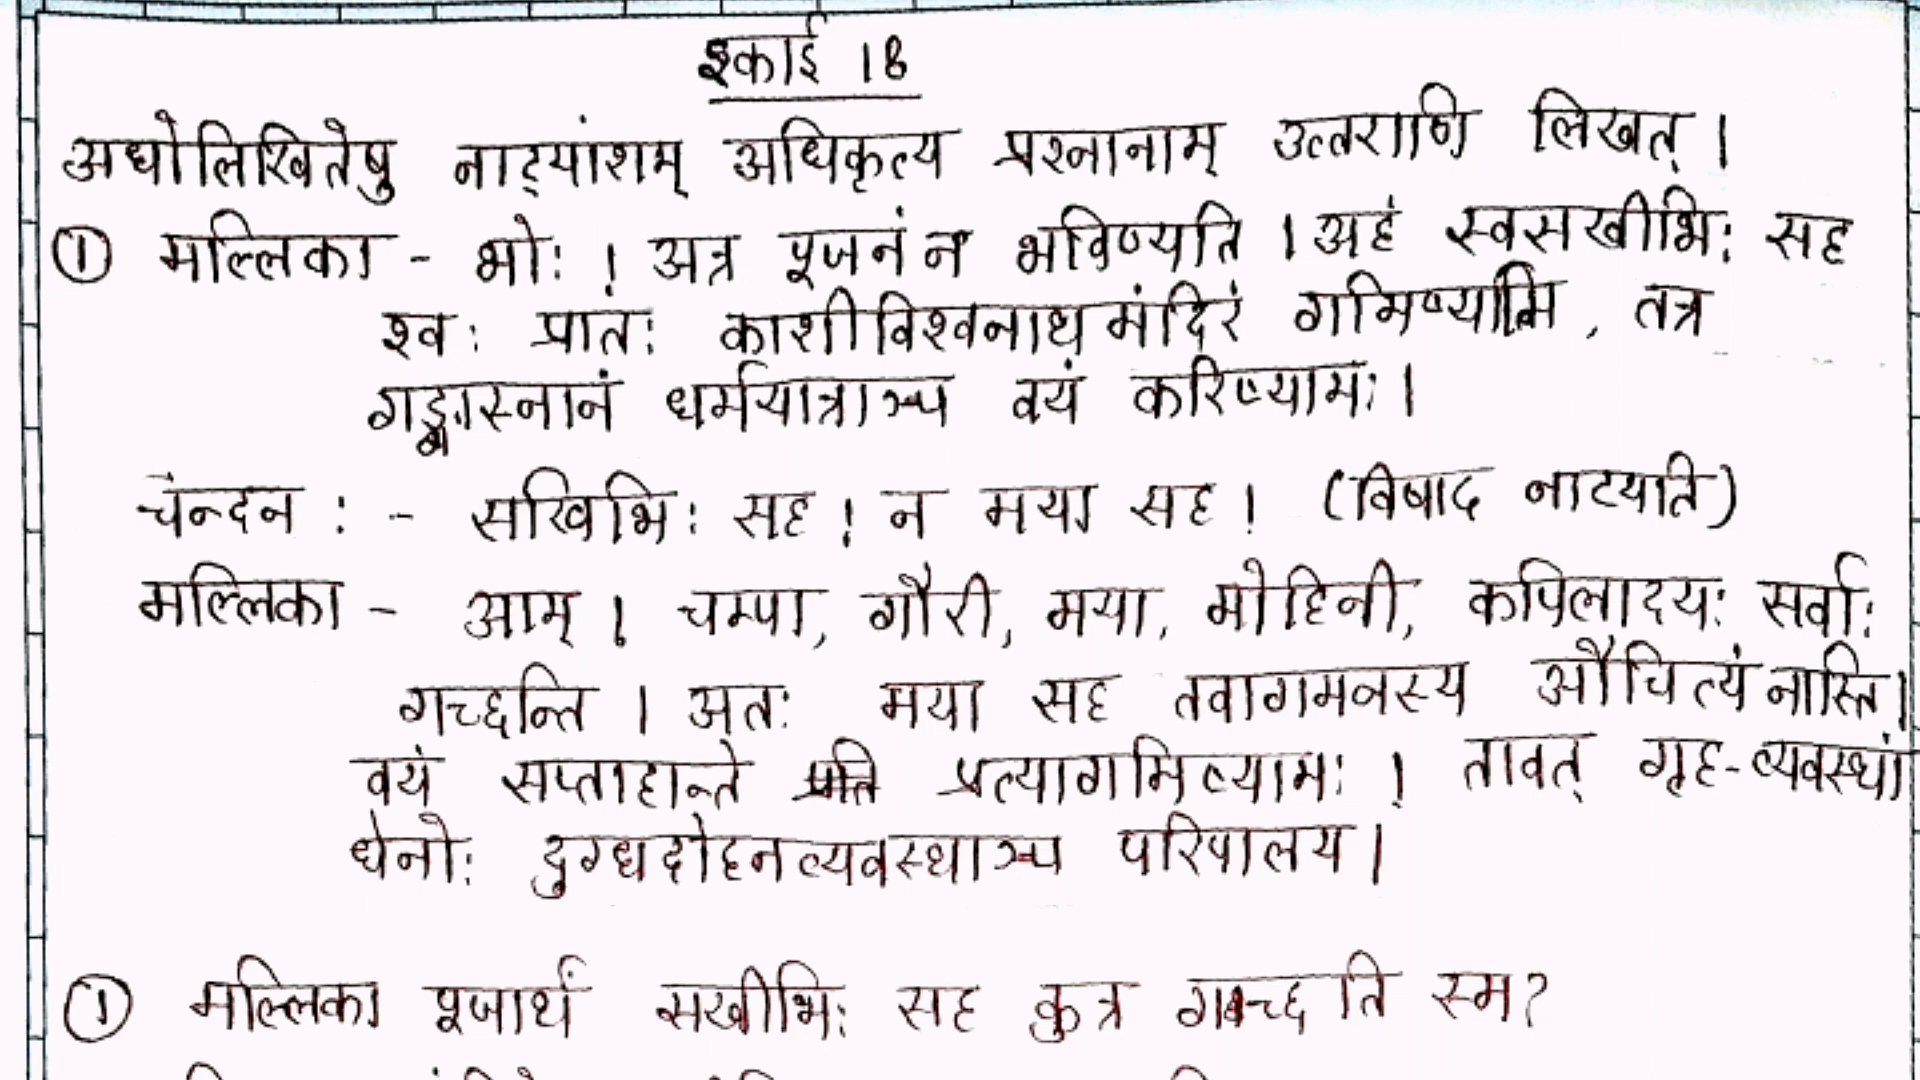 इकाई 18
अधोलिखितेषु नाट्यांशम् अधिकृत्य प्रश्नानाम् उत्तराणि लिखत् ।
① मल्लिका - भोः ! अत्र पूजनं न भविष्यति । अहं स्वसखीभिः सह
श्वः प्रातः काशीविश्वनाथमंदिरं गमिष्यामि , तत्र
गङ्गास्नानं धर्मयात्राञ्च वयं करिष्यामः ।
चन्दन : - सखिभिः सह ! न मया सह ! (विषाद नाटयति)
मल्लिका - आम् । चम्पा, गौरी, मया, मोहिनी, कपिलादयः सर्वाः
गच्छन्ति । अतः मया सह तवागमनस्य औचित्यं नास्ति ।
वयं सप्ताहान्ते प्रत्यागमिष्यामः । तावत् गृह-व्यवस्थां
धेनोः दुग्धदोहनव्यवस्थाञ्च परिपालय ।
① मल्लिका पूजार्थं सखीभिः सह कुत्र गच्छति स्म?